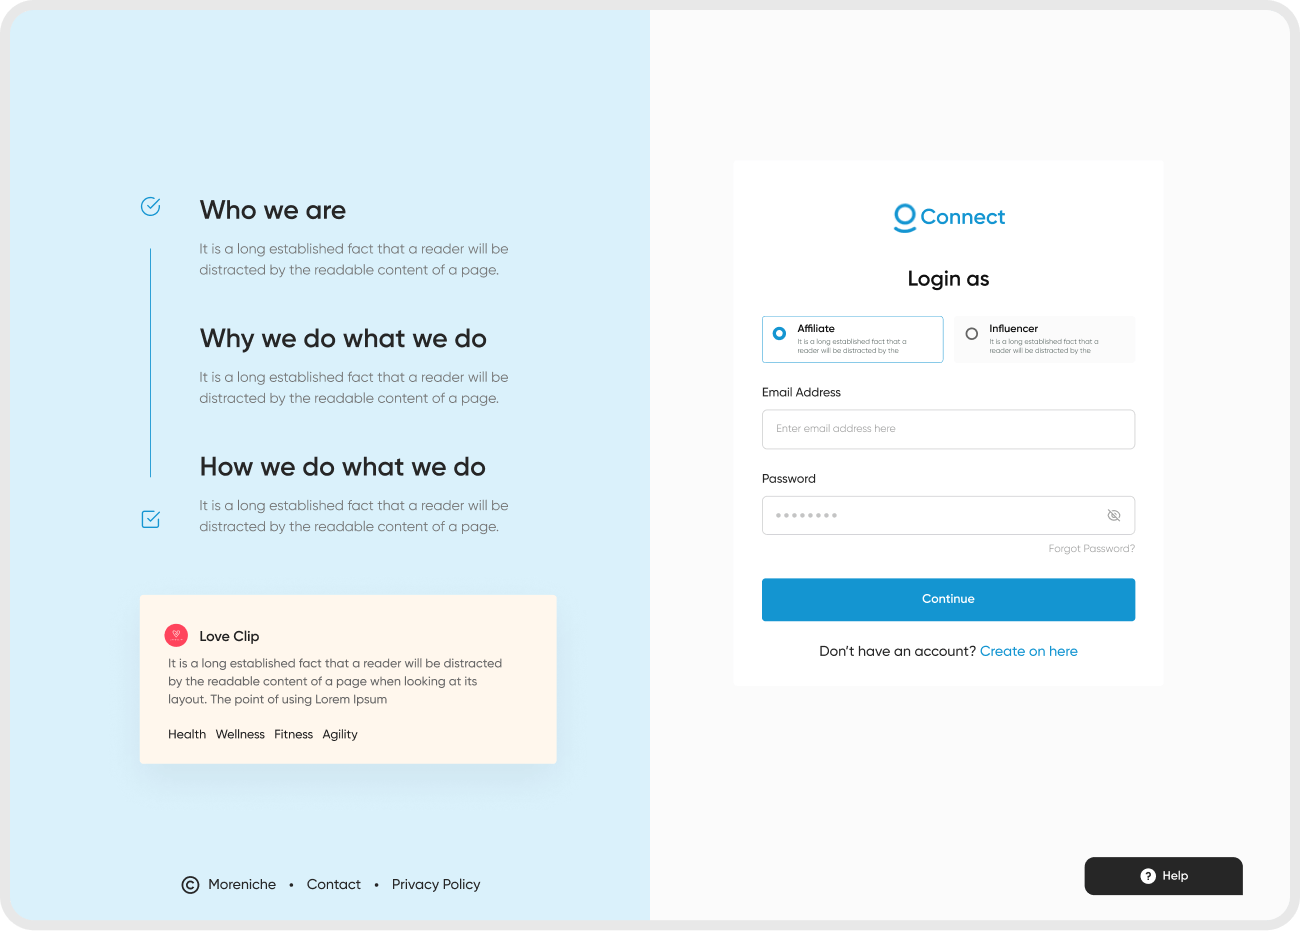 Who we are
It is a long established fact that a reader will be
distracted by the readable content of a page.
Why we do what we do
It is a long established fact that a reader will be
distracted by the readable content of a page.
How we do what we do
It is a long established fact that a reader will be
distracted by the readable content of a page.
Love Clip
It is a long established fact that a reader will be distracted
by the readable content of a page when looking at its
layout. The point of using Lorem Ipsum
Health Wellness Fitness Agility
© Moreniche • Contact • Privacy Policy
Connect
Login as
Affiliate
It is a long established fact that a
reader will be distracted by the
Influencer
It is a long established fact that a
reader will be distracted by the
Email Address
Enter email address here
Password
Forgot Password?
Continue
Don’t have an account? Create on here
? Help